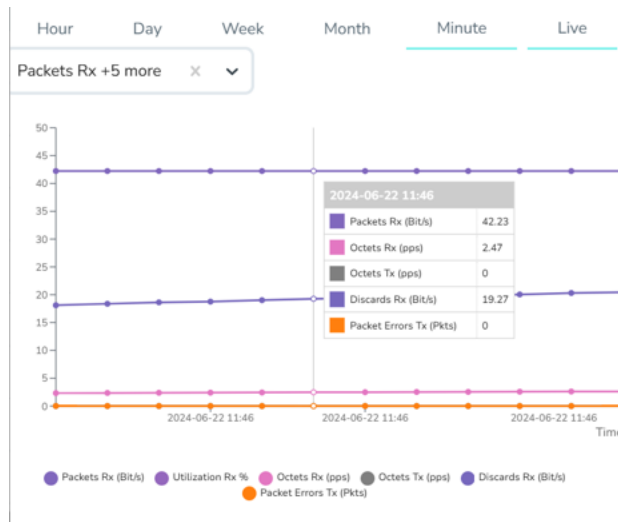 Hour Day Week Month Minute Live
Packets Rx +5 more
50
45
40
35
30
25
20
15
10
5
0
2024-06-22 11:46
Packets Rx (Bit/s) 42.23
Octets Rx (pps) 2.47
Octets Tx (pps) 0
Discards Rx (Bit/s) 19.27
Packet Errors Tx (Pkts) 0
2024-06-22 11:46 2024-06-22 11:46 2024-06-22 11:46
Time
Packets Rx (Bit/s) Utilization Rx % Octets Rx (pps) Octets Tx (pps) Discards Rx (Bit/s)
Packet Errors Tx (Pkts)